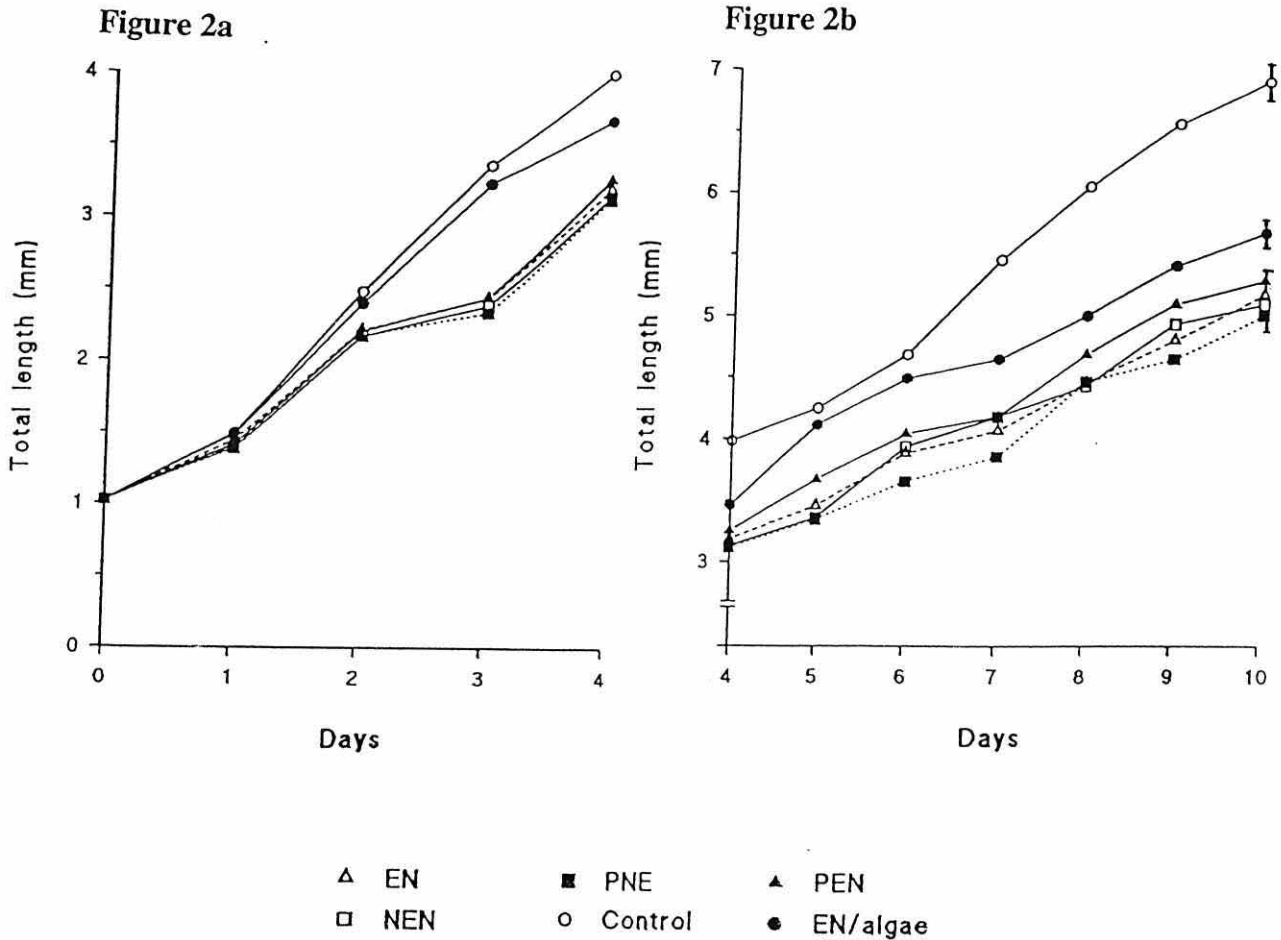 Figure 2a
4
3
2
1
0
Total length (mm)
0 1 2 3 4
Days
Figure 2b
7
6
5
4
3
Total length (mm)
4 5 6 7 8 9 10
Days
EN PNE PEN
NEN Control EN/algae